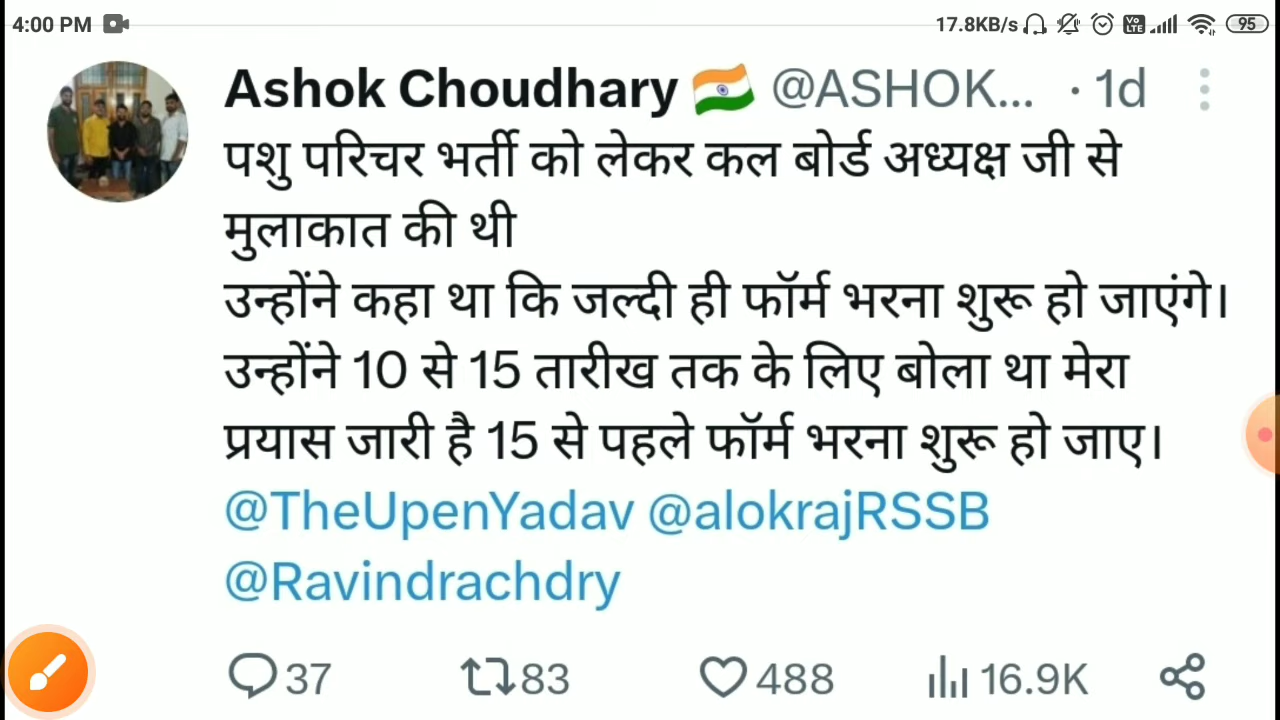 4:00 PM 17.8KB/s Vo LTE 95
Ashok Choudhary 🇮🇳 @ASHOK... · 1d
पशु परिचर भर्ती को लेकर कल बोर्ड अध्यक्ष जी से
मुलाकात की थी
उन्होंने कहा था कि जल्दी ही फॉर्म भरना शुरू हो जाएंगे।
उन्होंने 10 से 15 तारीख तक के लिए बोला था मेरा
प्रयास जारी है 15 से पहले फॉर्म भरना शुरू हो जाए।
@TheUpenYadav @alokrajRSSB
@Ravindrachdry
37 83 488 16.9K